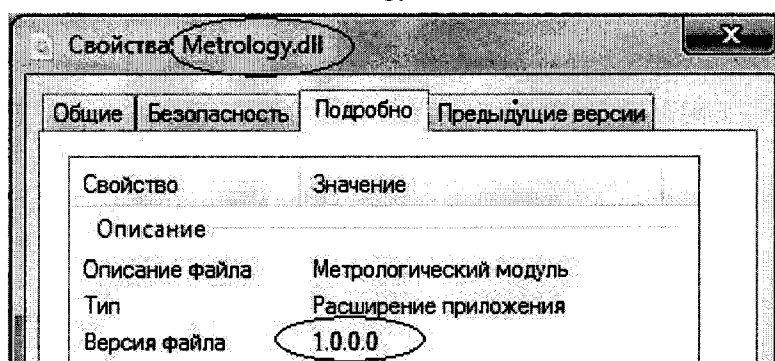 Свойства: Metrology.dll
x
Общие Безопасность Подробно Предыдущие версии
Свойство Значение
Описание
Описание файла Метрологический модуль
Тип Расширение приложения
Версия файла 1.0.0.0